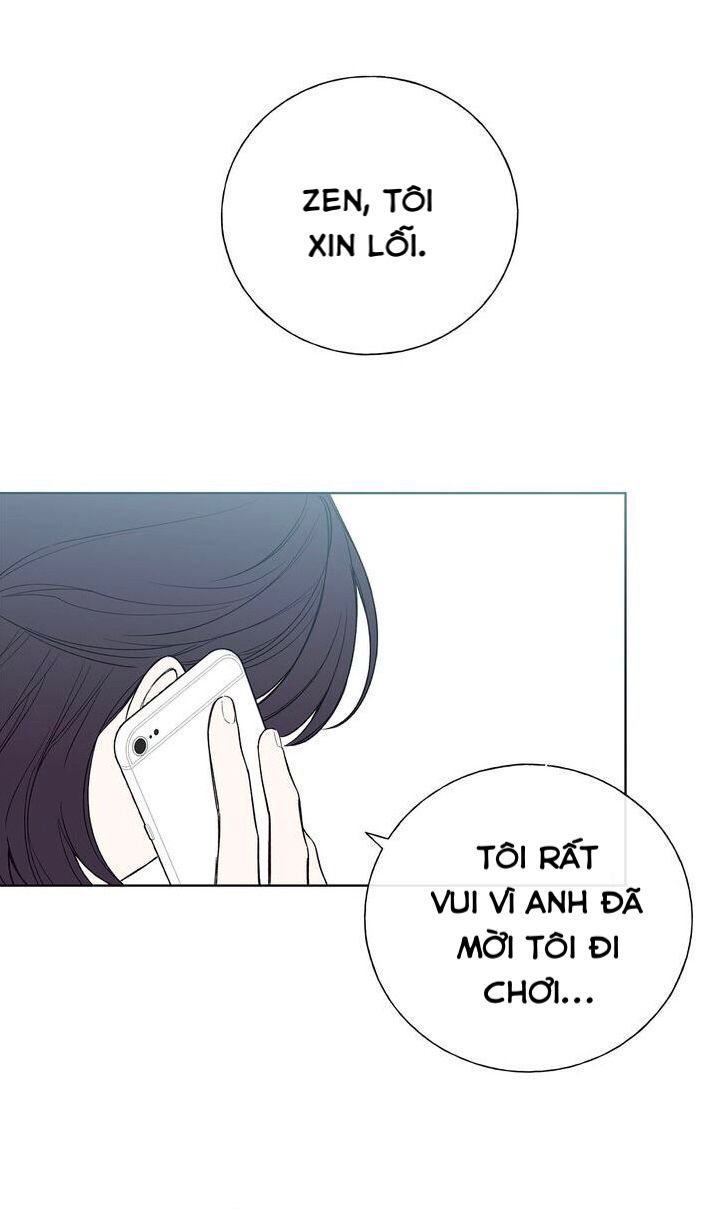 ZEN, TÔI
XIN LỖI.
TÔI RẤT
VUI VÌ ANH ĐÃ
MỜI TÔI ĐI
CHƠI...